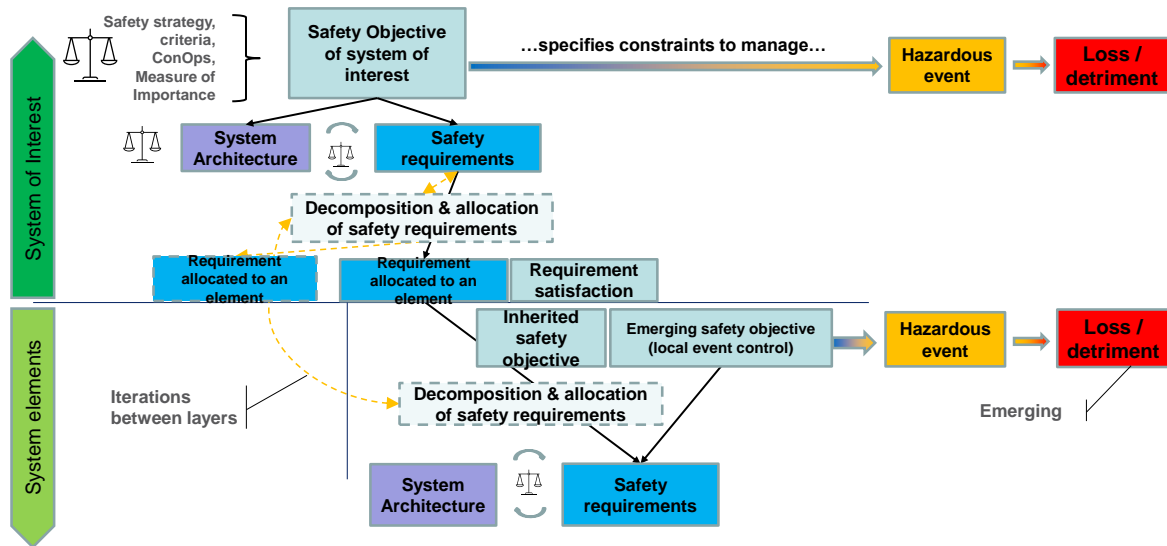 Safety strategy,
criteria,
ConOps,
Measure of
Importance
Safety Objective
of system of
interest
…specifies constraints to manage…
Hazardous
event
Loss /
detriment
System of Interest
System
Architecture
Safety
requirements
Decomposition & allocation
of safety requirements
Requirement
allocated to an
element
Requirement
allocated to an
element
Requirement
satisfaction
System elements
Inherited
safety
objective
Emerging safety objective
(local event control)
Hazardous
event
Loss /
detriment
Iterations
between layers
Decomposition & allocation
of safety requirements
Emerging
System
Architecture
Safety
requirements